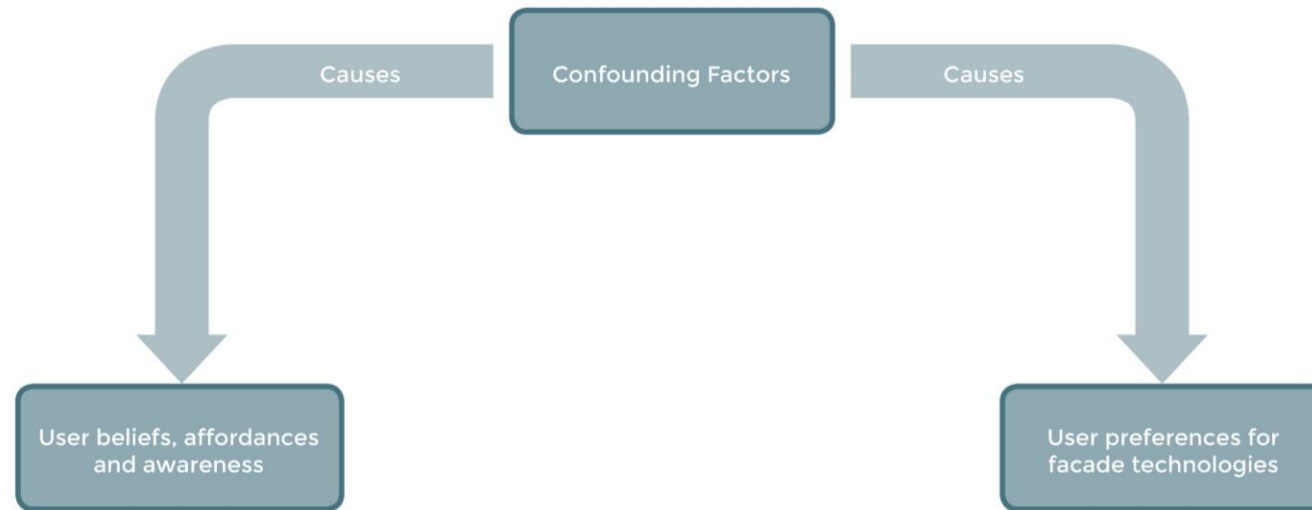 Causes
Confounding Factors
Causes
User beliefs, affordances
and awareness
User preferences for
facade technologies